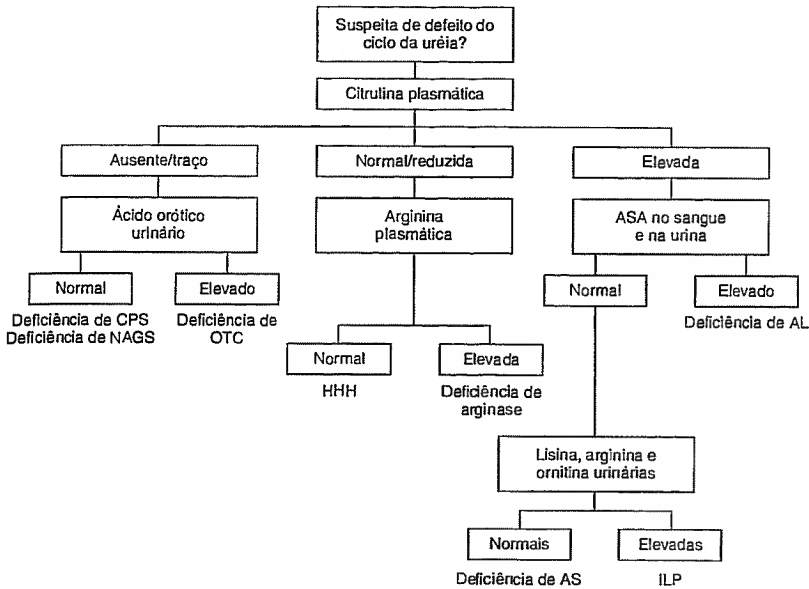 Suspeita de defeito do
ciclo da uréia?
Citrulina plasmática
Ausente/traço
Normal/reduzida
Elevada
Ácido orótico
urinário
Arginina
plasmática
ASA no sangue
e na urina
Normal
Elevado
Normal
Elevado
Deficiência de CPS
Deficiência de NAGS
Deficiência de
OTC
Deficiência de AL
Normal
Elevada
HHH
Deficiência de
arginase
Lisina, arginina e
ornitina urinárias
Normais
Elevadas
Deficiência de AS
ILP